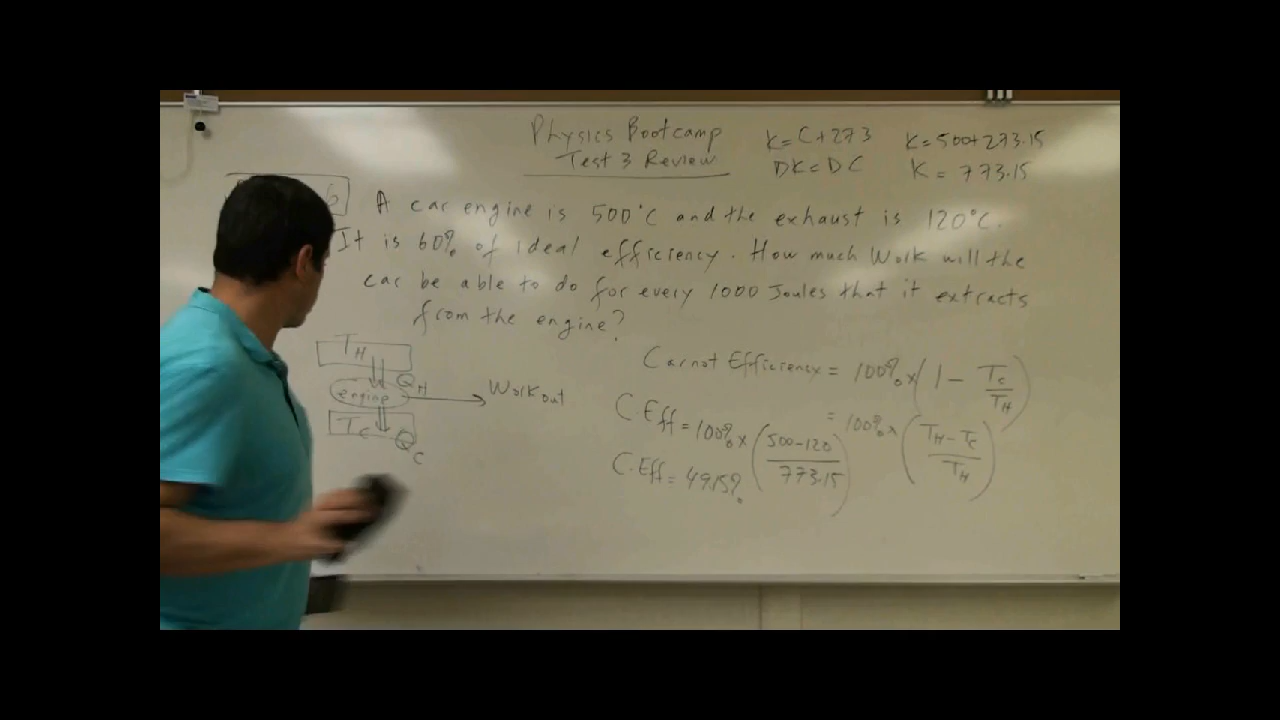 Physics Bootcamp
Test 3 Review
K=C+273
DK=DC
K=500+273.15
K = 773.15
6
A car engine is 500°C and the exhaust is 120°C.
It is 60% of ideal efficiency. How much work will the
car be able to do for every 1000 Joules that it extracts
from the engine?
TH
QH
engine
Work out
TC
QC
Carnot Efficiency = 100% x (1 - TC/TH)
= 100% x (TH-TC/TH)
C.Eff = 100% x (500-120/773.15)
C.Eff = 49.15%